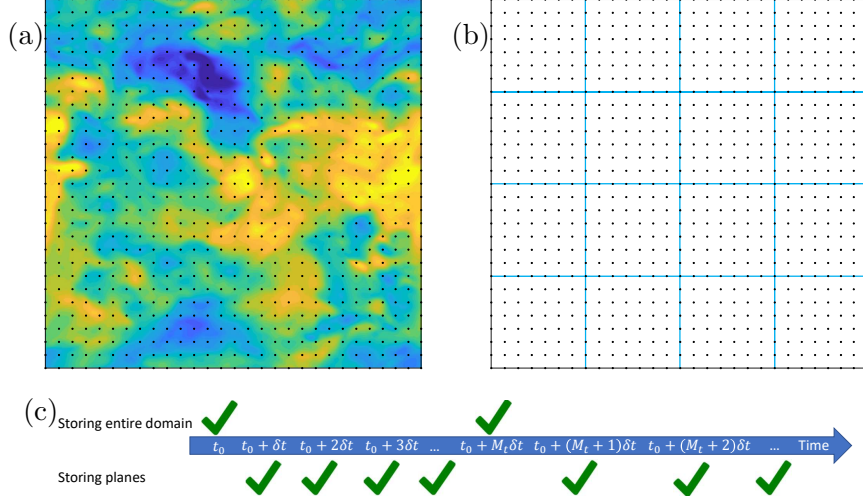 (a)
(b)
(c)
Storing entire domain
t₀ t₀ + δt t₀ + 2δt t₀ + 3δt ... t₀ + Mₜδt t₀ + (Mₜ + 1)δt t₀ + (Mₜ + 2)δt ... Time
Storing planes